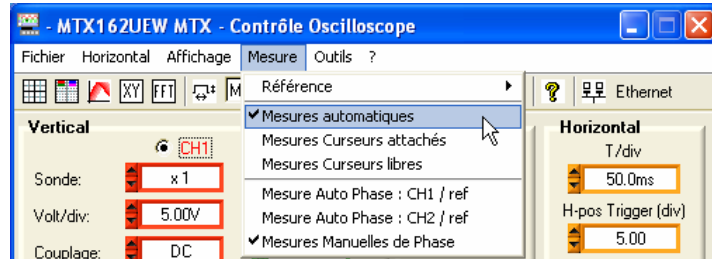 - MTX162UEW MTX - Contrôle Oscilloscope
Fichier Horizontal Affichage Mesure Outils ?
XY FFT M Ethernet
Référence
Mesures automatiques
Mesures Curseurs attachés
Mesures Curseurs libres
Mesure Auto Phase : CH1 / ref
Mesure Auto Phase : CH2 / ref
Mesures Manuelles de Phase
Vertical
CH1
Sonde: x 1
Volt/div: 5.00V
Couplage: DC
Horizontal
T/div
50.0ms
H-pos Trigger (div)
5.00